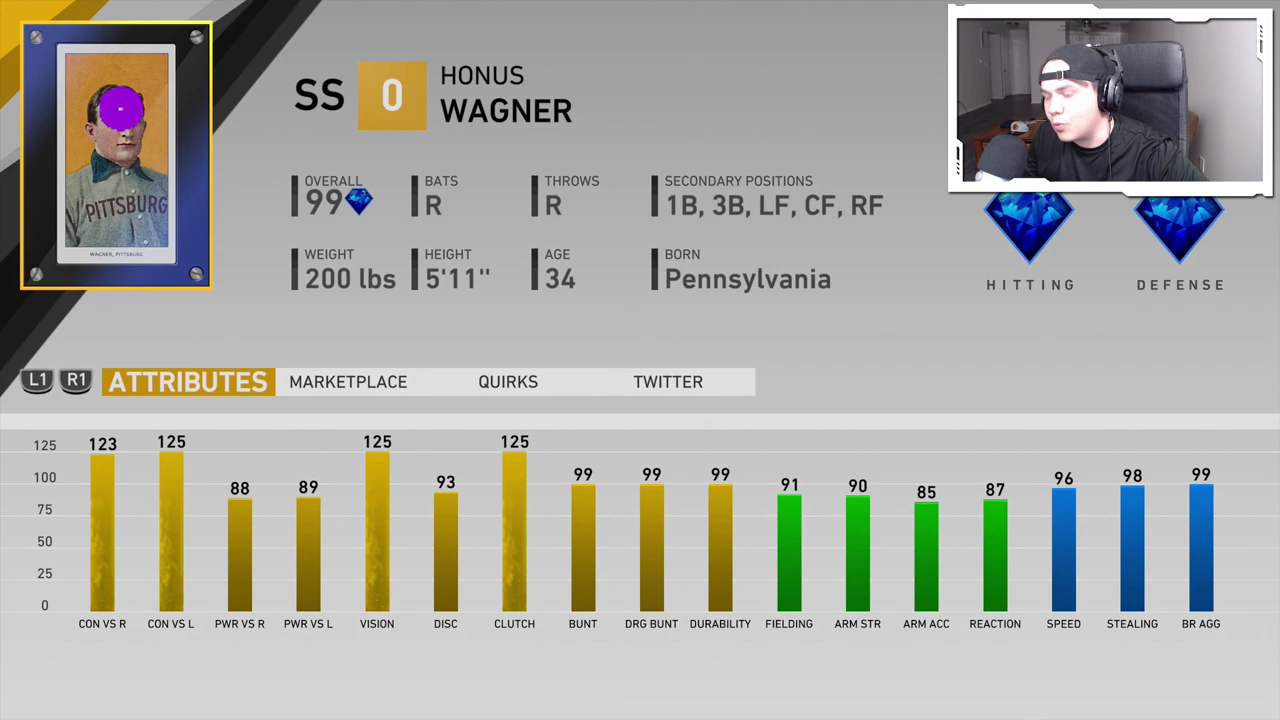 PITTSBURG
WAGNER, PITTSBURG
SS 0 HONUS
WAGNER
OVERALL BATS THROWS SECONDARY POSITIONS
99 R R 1B, 3B, LF, CF, RF
WEIGHT HEIGHT AGE BORN
200 lbs 5'11'' 34 Pennsylvania
HITTING DEFENSE
L1 R1 ATTRIBUTES MARKETPLACE QUIRKS TWITTER
125
100
75
50
25
0
123 125 88 89 125 93 125 99 99 99 91 90 85 87 96 98 99
CON VS R CON VS L PWR VS R PWR VS L VISION DISC CLUTCH BUNT DRG BUNT DURABILITY FIELDING ARM STR ARM ACC REACTION SPEED STEALING BR AGG